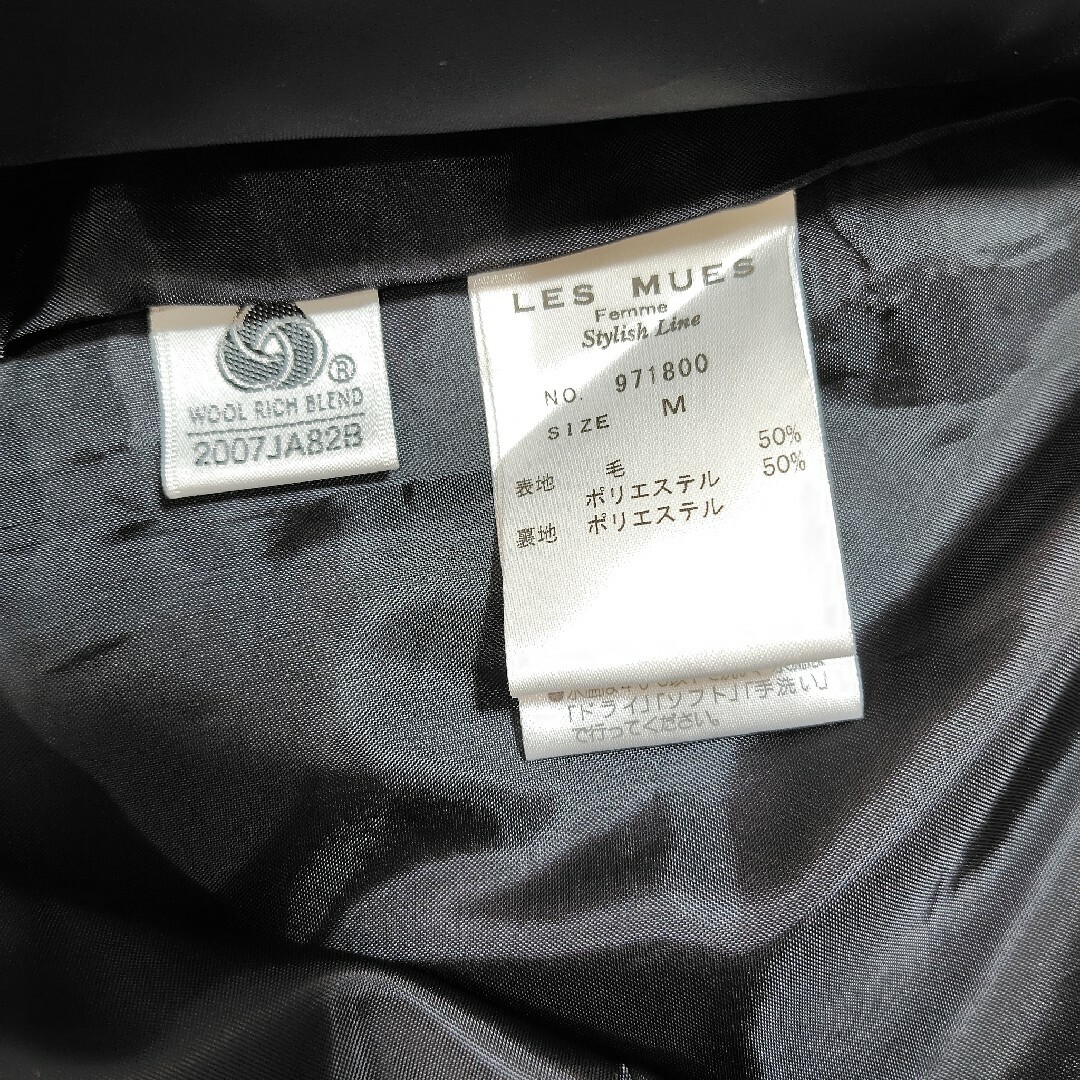 WOOL RICH BLEND
2007JA82B
LES MUES
Femme
Stylish Line
NO. 971800
SIZE M
表地 毛 50%
ポリエステル 50%
裏地 ポリエステル
「ドライ」「ソフト」「手洗い」
で行ってください。